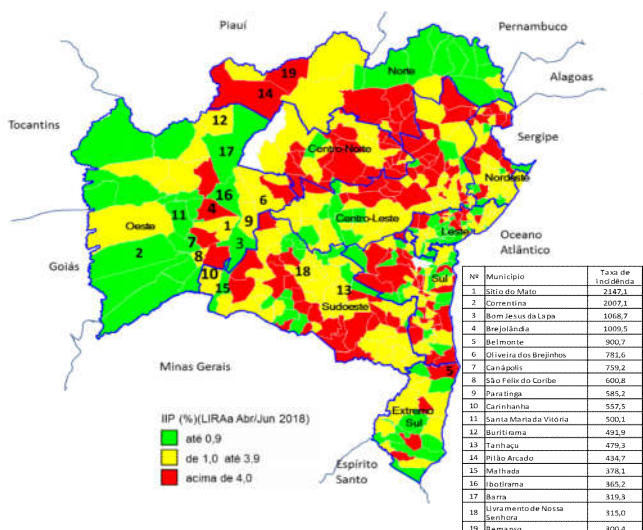 Piauí
Pernambuco
Alagoas
Sergipe
Tocantins
Goiás
Minas Gerais
Espírito
Santo
Oceano
Atlântico
Norte
Centro-Norte
Nordeste
Centro-Leste
Leste
Oeste
Sul
Sudoeste
Extremo
Sul
19
14
12
17
16
11
4
6
1
9
7
3
2
8
10
15
18
13
5
IIP (%)(LIRAa Abr/Jun 2018)
até 0,9
de 1,0 até 3,9
acima de 4,0
Nº Município Taxa de incidência
1 Sítio do Mato 2147,1
2 Correntina 2007,1
3 Bom Jesus da Lapa 1068,7
4 Brejolândia 1009,5
5 Belmonte 900,7
6 Oliveira dos Brejinhos 781,6
7 Canápolis 759,2
8 São Félix do Coribe 600,8
9 Paratinga 585,2
10 Carinhanha 557,5
11 Santa Maria da Vitória 500,1
12 Buritirama 491,9
13 Tanhaçu 479,3
14 Pilão Arcado 434,7
15 Malhada 378,1
16 Ibotirama 365,2
17 Barra 319,3
18 Livramento de Nossa Senhora 315,0
19 Remanso 300,4